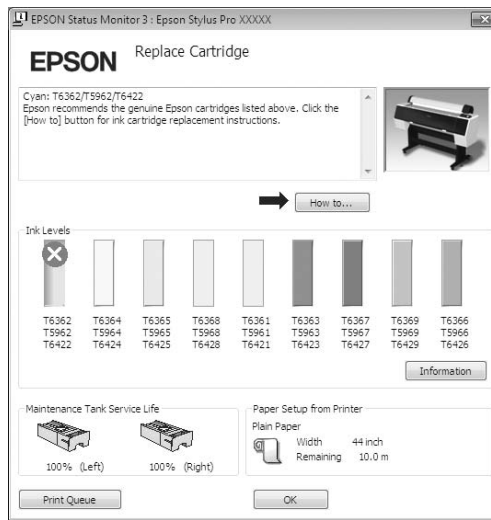 EPSON Status Monitor 3 : Epson Stylus Pro XXXXX
EPSON
Replace Cartridge
Cyan: T6362/T5962/T6422
Epson recommends the genuine Epson cartridges listed above. Click the
[How to] button for ink cartridge replacement instructions.
How to...
Ink Levels
T6362 T6364 T6365 T6368 T6361 T6363 T6367 T6369 T6366
T5962 T5964 T5965 T5968 T5961 T5963 T5967 T5969 T5966
T6422 T6424 T6425 T6428 T6421 T6423 T6427 T6429 T6426
Information
Maintenance Tank Service Life
100% (Left) 100% (Right)
Paper Setup from Printer
Plain Paper
Width 44 inch
Remaining 10.0 m
Print Queue
OK